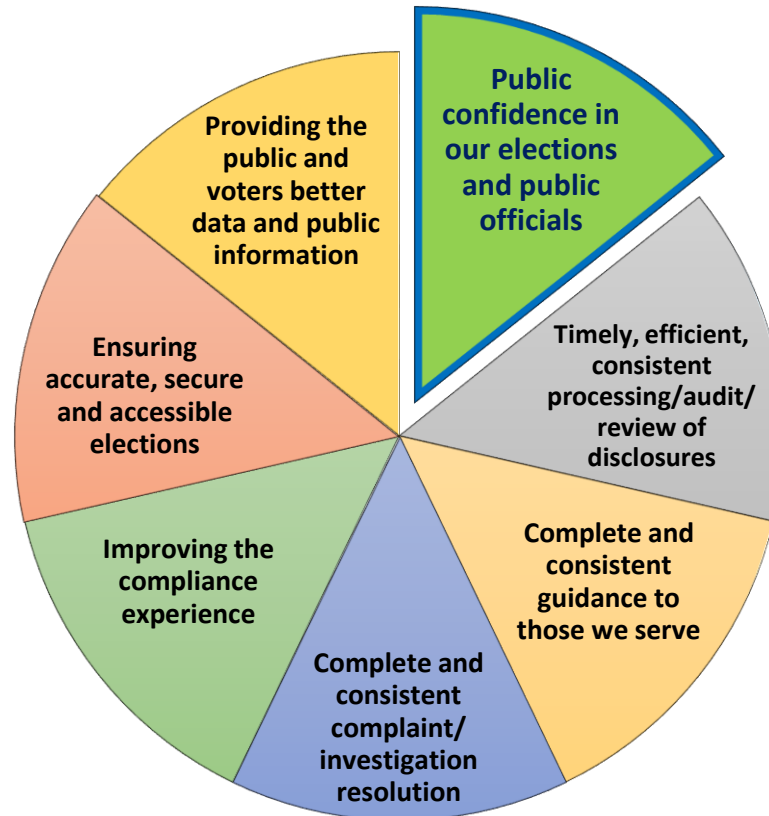 Public
confidence in
our elections
and public
officials
Timely, efficient,
consistent
processing/audit/
review of
disclosures
Complete and
consistent
guidance to
those we serve
Complete and
consistent
complaint/
investigation
resolution
Improving the
compliance
experience
Ensuring
accurate, secure
and accessible
elections
Providing the
public and
voters better
data and public
information